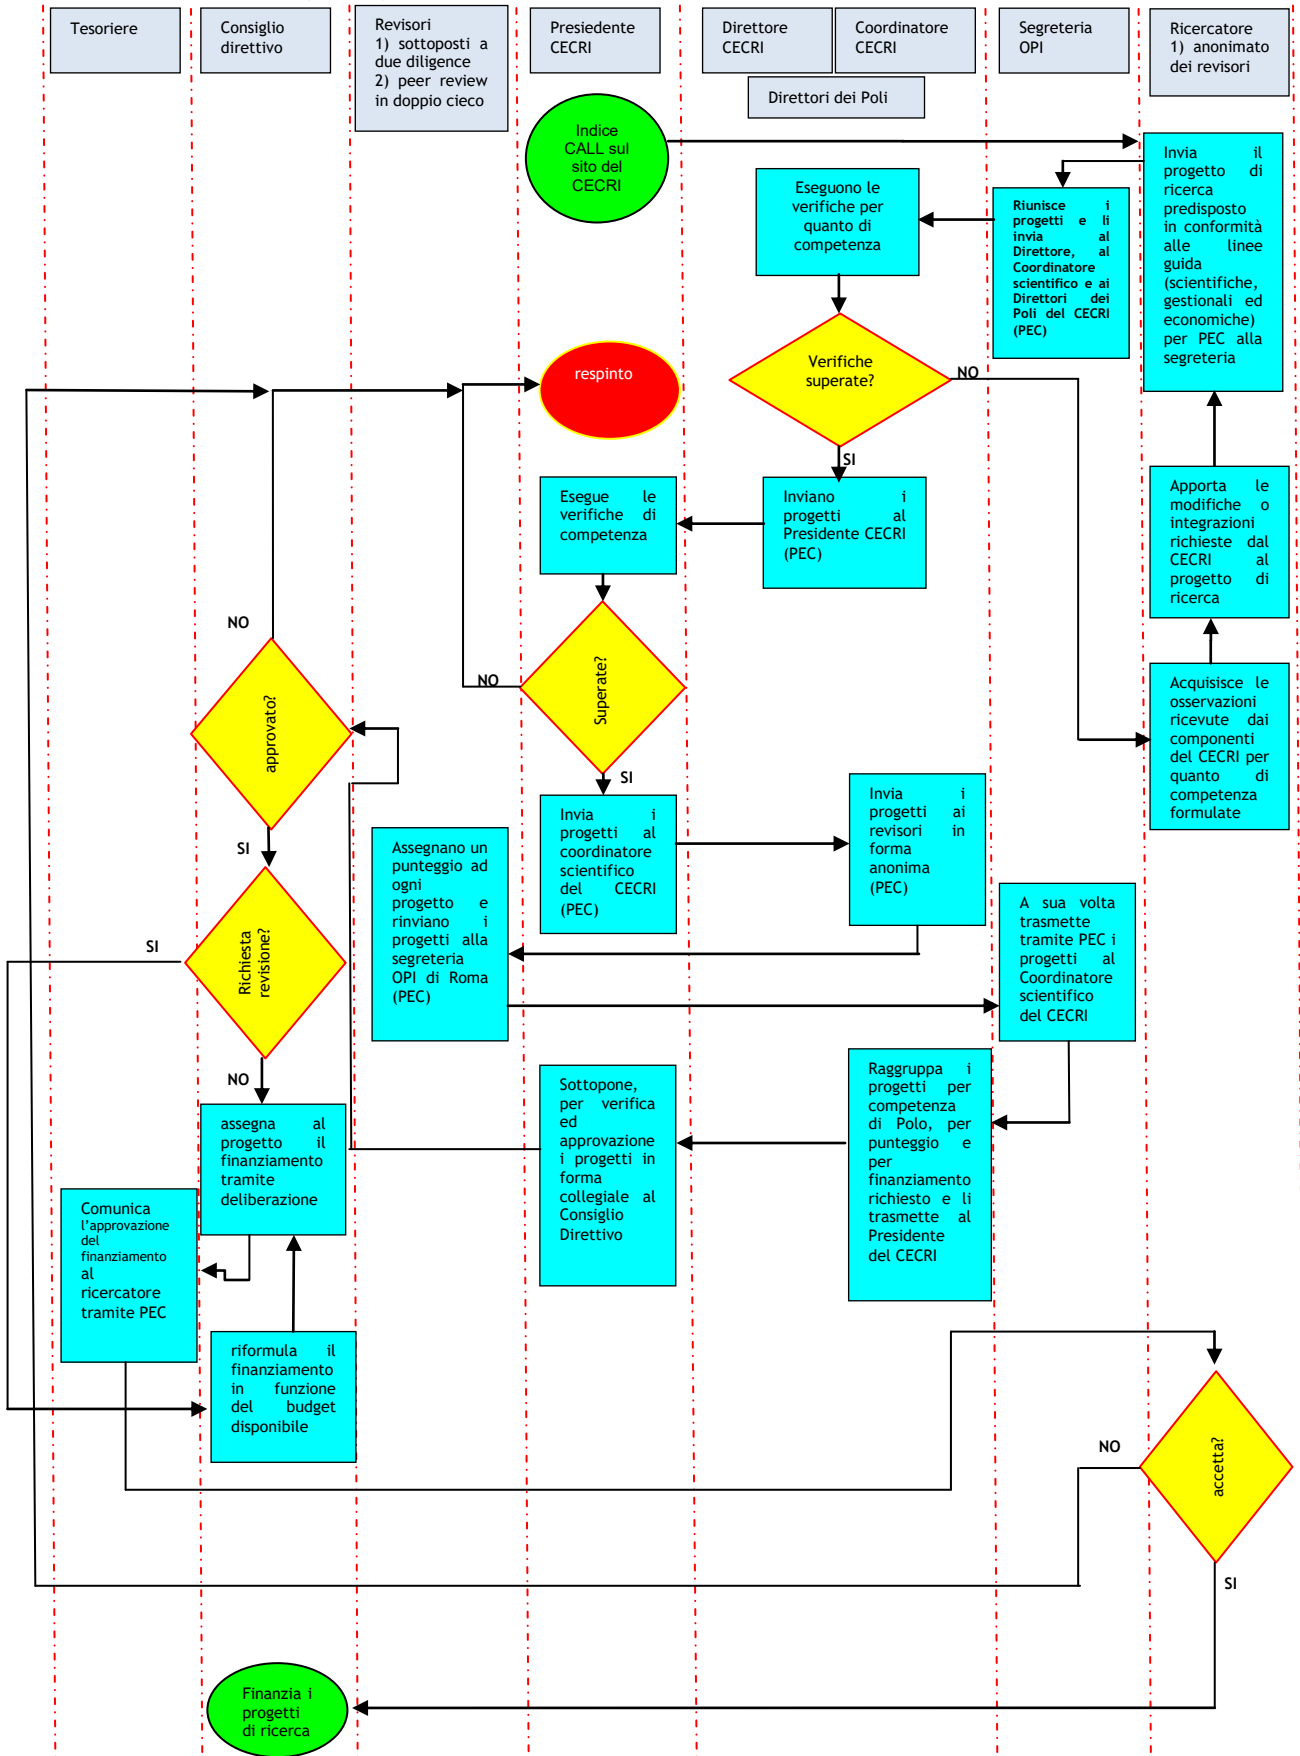 Tesoriere
Consiglio
direttivo
Revisori
1) sottoposti a
due diligence
2) peer review
in doppio cieco
Presiedente
CECRI
Direttore
CECRI
Coordinatore
CECRI
Direttori dei Poli
Segreteria
OPI
Ricercatore
1) anonimato
dei revisori
Indice
CALL sul
sito del
CECRI
Invia il
progetto di
ricerca
predisposto
in conformità
alle linee
guida
(scientifiche,
gestionali ed
economiche)
per PEC alla
segreteria
Riunisce i
progetti e li
invia al
Direttore, al
Coordinatore
scientifico e ai
Direttori dei
Poli del CECRI
(PEC)
Eseguono le
verifiche per
quanto di
competenza
Verifiche
superate?
NO
SI
respinto
Inviano i
progetti al
Presidente CECRI
(PEC)
Esegue le
verifiche di
competenza
Apporta le
modifiche o
integrazioni
richieste dal
CECRI al
progetto di
ricerca
Superate?
NO
SI
NO
approvato?
SI
Acquisisce le
osservazioni
ricevute dai
componenti
del CECRI per
quanto di
competenza
formulate
Invia i
progetti al
coordinatore
scientifico
del CECRI
(PEC)
Invia i
progetti ai
revisori in
forma
anonima
(PEC)
Assegnano un
punteggio ad
ogni
progetto e
rinviano i
progetti alla
segreteria
OPI di Roma
(PEC)
A sua volta
trasmette
tramite PEC i
progetti al
Coordinatore
scientifico
del CECRI
Richiesta
revisione?
SI
NO
Raggruppa i
progetti per
competenza
di Polo, per
punteggio e
per
finanziamento
richiesto e li
trasmette al
Presidente
del CECRI
Sottopone,
per verifica
ed
approvazione
i progetti in
forma
collegiale al
Consiglio
Direttivo
assegna al
progetto il
finanziamento
tramite
deliberazione
Comunica
l'approvazione
del
finanziamento
al
ricercatore
tramite PEC
riformula il
finanziamento
in funzione
del budget
disponibile
accetta?
NO
SI
Finanzia i
progetti
di ricerca